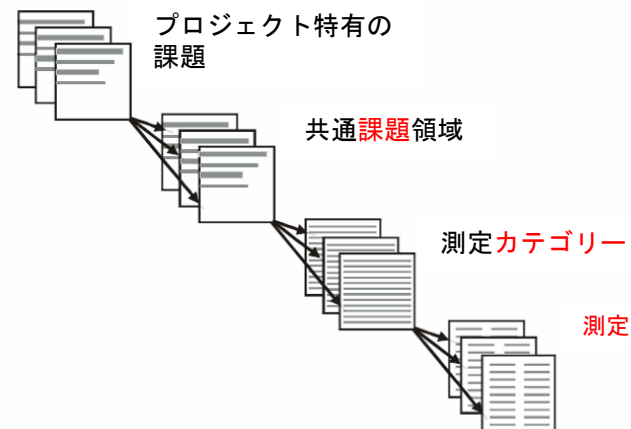 プロジェクト特有の
課題
共通課題領域
測定カテゴリー
測定